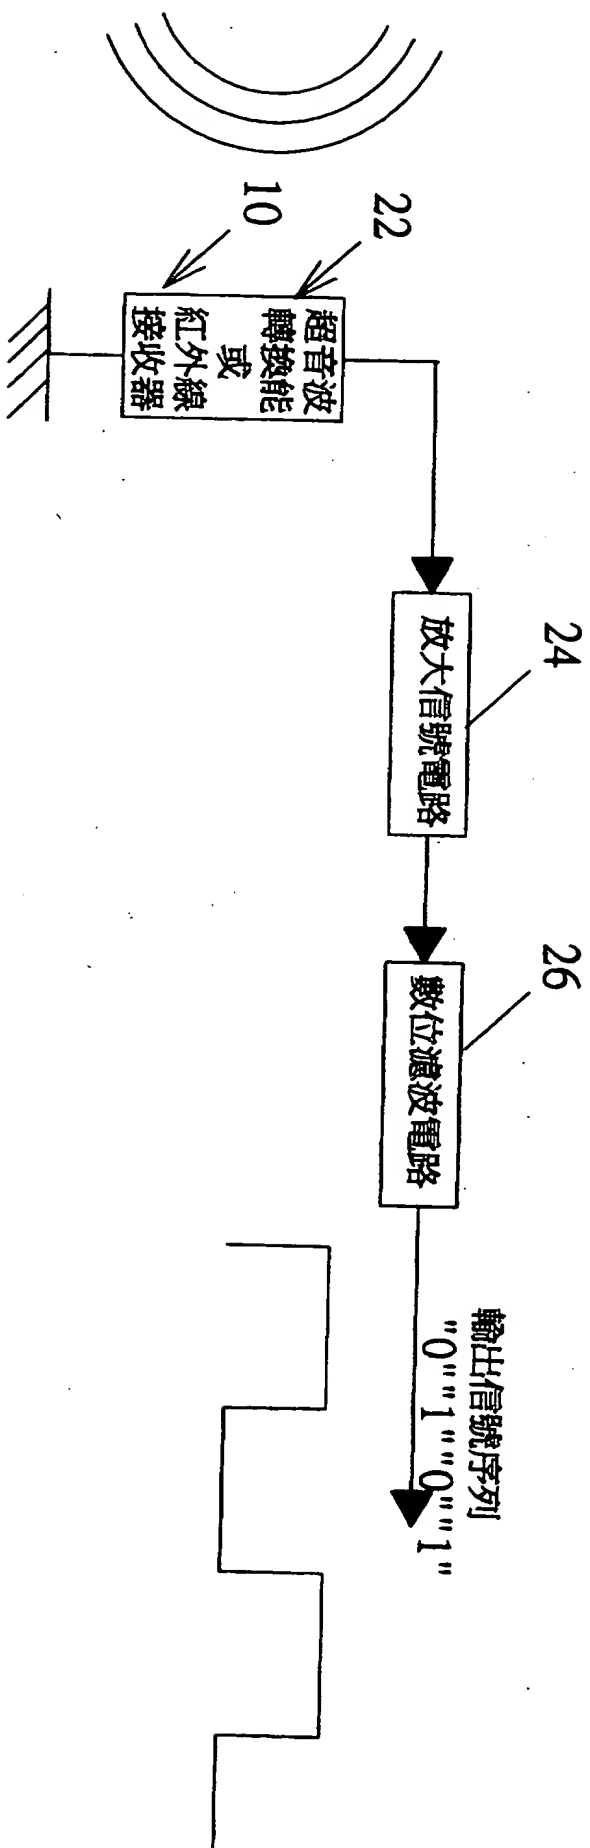 10
22
超音波
轉換能
或
紅外線
接收器
24
放大信號電路
26
數位濾波電路
輸出信號序列
"0""1""0""1"